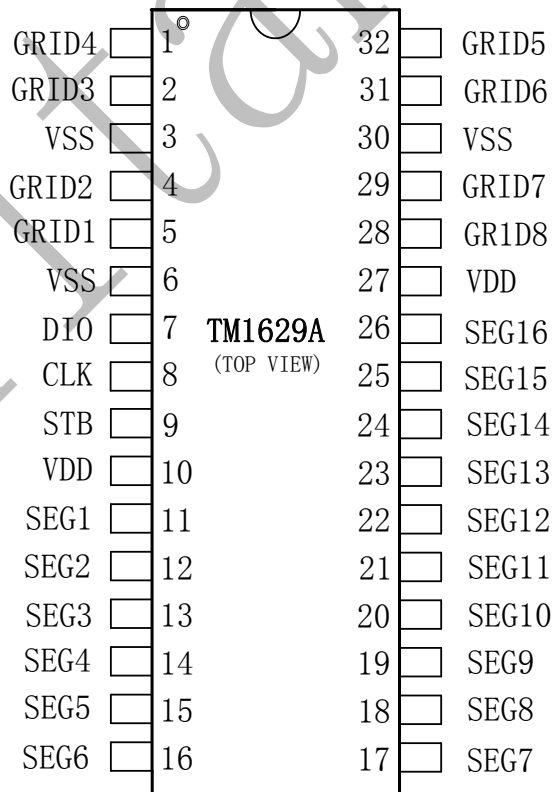 GRID4 1 32 GRID5
GRID3 2 31 GRID6
VSS 3 30 VSS
GRID2 4 29 GRID7
GRID1 5 28 GR1D8
VSS 6 27 VDD
DIO 7 TM1629A 26 SEG16
(TOP VIEW)
CLK 8 25 SEG15
STB 9 24 SEG14
VDD 10 23 SEG13
SEG1 11 22 SEG12
SEG2 12 21 SEG11
SEG3 13 20 SEG10
SEG4 14 19 SEG9
SEG5 15 18 SEG8
SEG6 16 17 SEG7